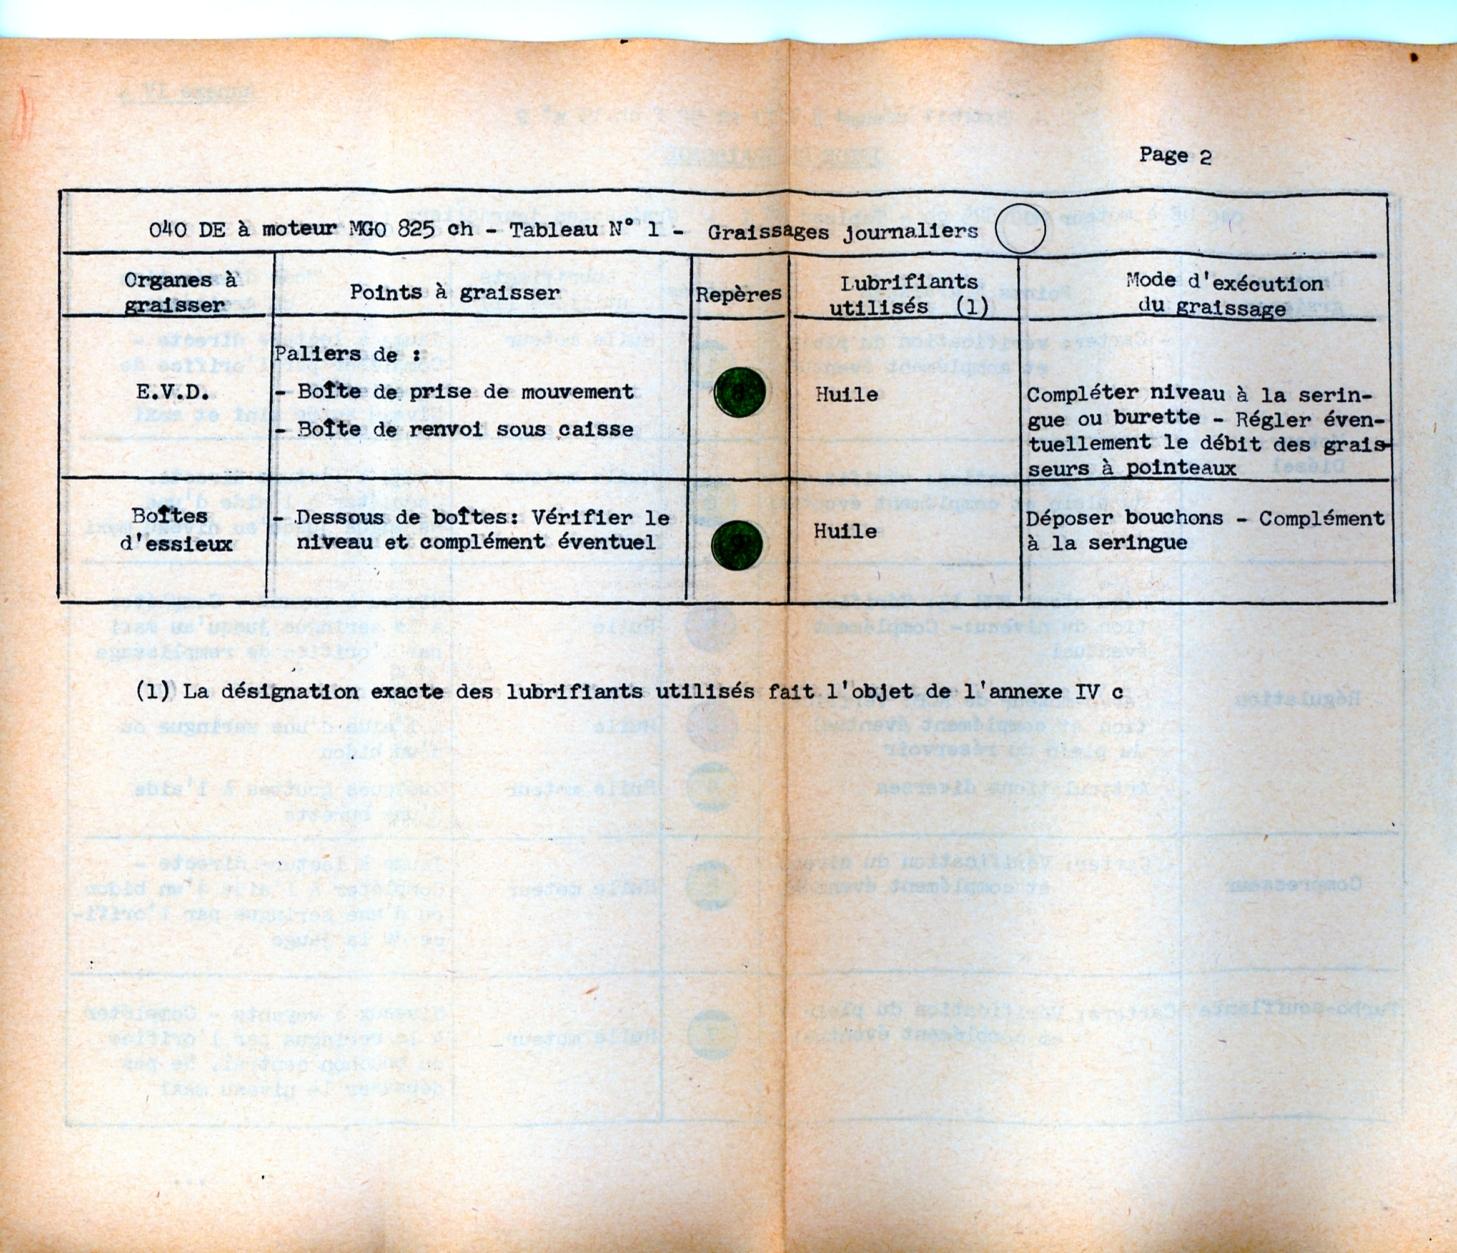 Page 2
040 DE à moteur MGO 825 ch - Tableau N° 1 - Graissages journaliers
Organes à
graisser
Points à graisser
Repères
Lubrifiants
utilisés (1)
Mode d'exécution
du graissage
E.V.D.
Paliers de :
- Boîte de prise de mouvement
- Boîte de renvoi sous caisse
8
Huile
Compléter niveau à la serin-
gue ou burette - Régler éven-
tuellement le débit des grais-
seurs à pointeaux
Boîtes
d'essieux
- Dessous de boîtes: Vérifier le
niveau et complément éventuel
9
Huile
Déposer bouchons - Complément
à la seringue
(1) La désignation exacte des lubrifiants utilisés fait l'objet de l'annexe IV c